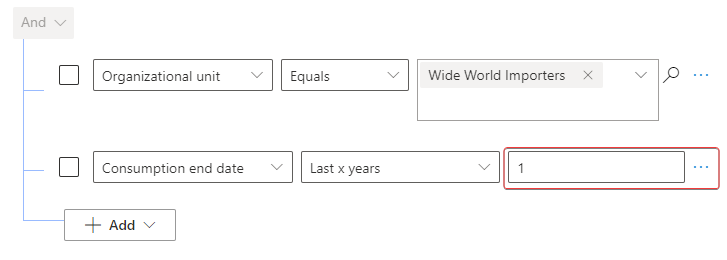 And
Organizational unit Equals Wide World Importers
Consumption end date Last x years 1
Add